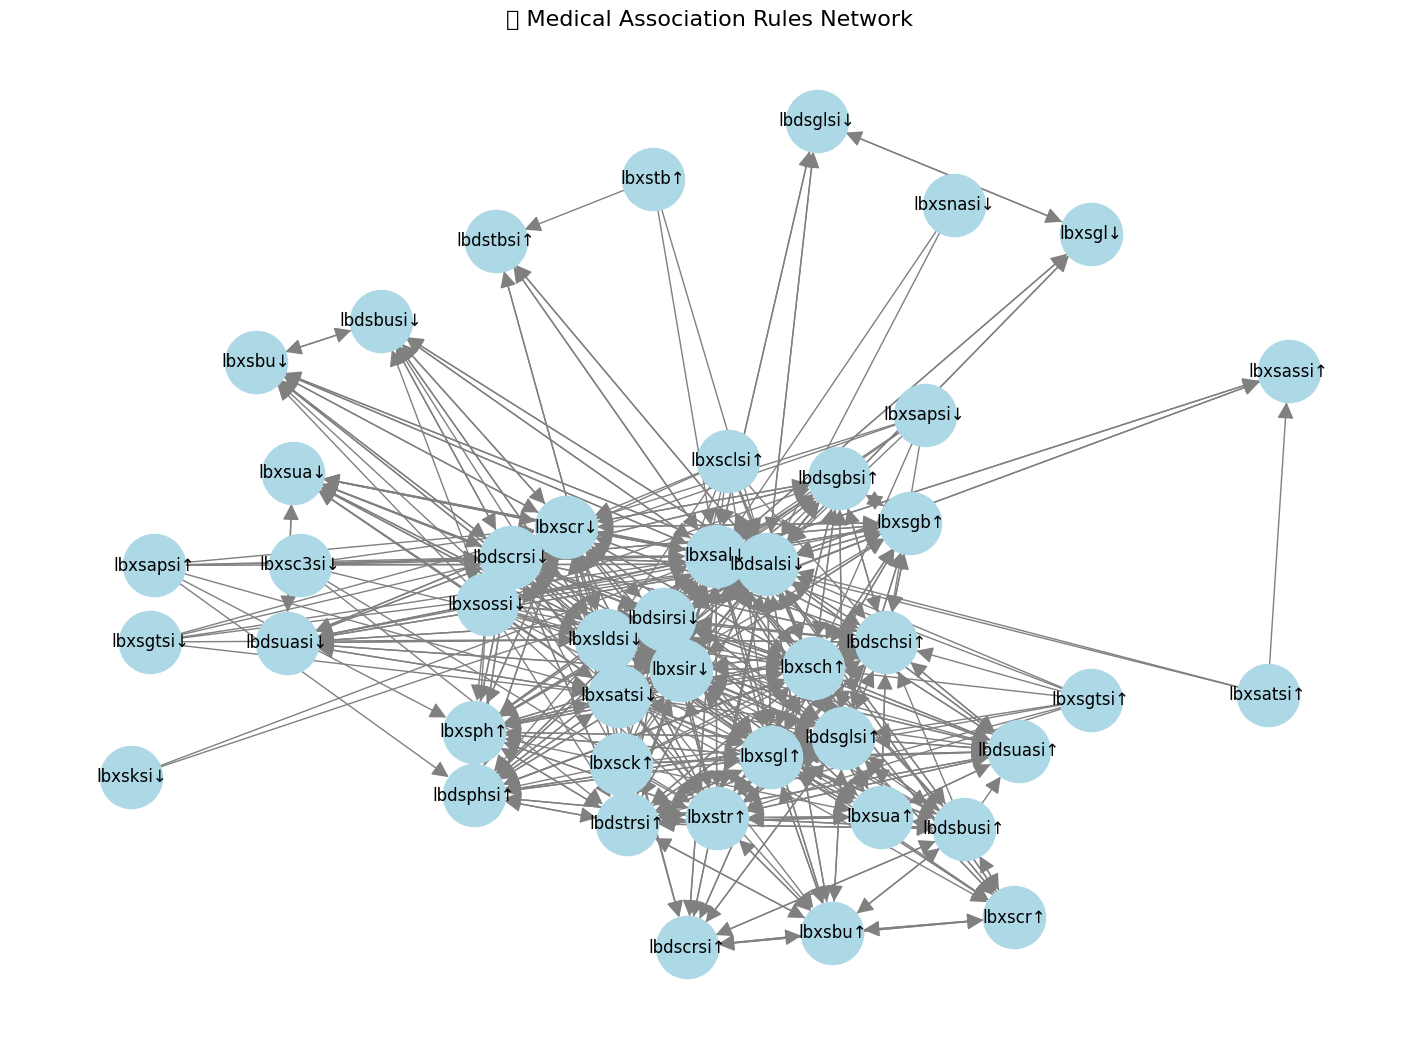 ▯ Medical Association Rules Network
lbdsglsi↓
lbxstb↑
lbxsnasi↓
lbxsgl↓
lbdstbsi↑
lbdsbusi↓
lbxsbu↓
lbxsassi↑
lbxsapsi↓
lbxsclsi↑
lbxsua↓
lbdsgbsi↑
lbxsgb↑
lbxscr↓
lbdscrsi↓
lbxsal↓
lbdsalsi↓
lbxsapsi↑
lbxsc3si↓
lbxsossi↓
lbdsirsi↓
lbxsgtsi↓
lbdsuasi↓
lbxsldsi↓
lbdschsi↑
lbxsir↓
lbxsch↑
lbxsatsi↓
lbxsgtsi↑
lbxsatsi↑
lbxsph↑
lbdsglsi↑
lbdsuasi↑
lbxsgl↑
lbxsck↑
lbxsksi↓
lbdsphsi↑
lbdstrsi↑
lbxstr↑
lbxsua↑
lbdsbusi↑
lbxscr↑
lbxsbu↑
lbdscrsi↑